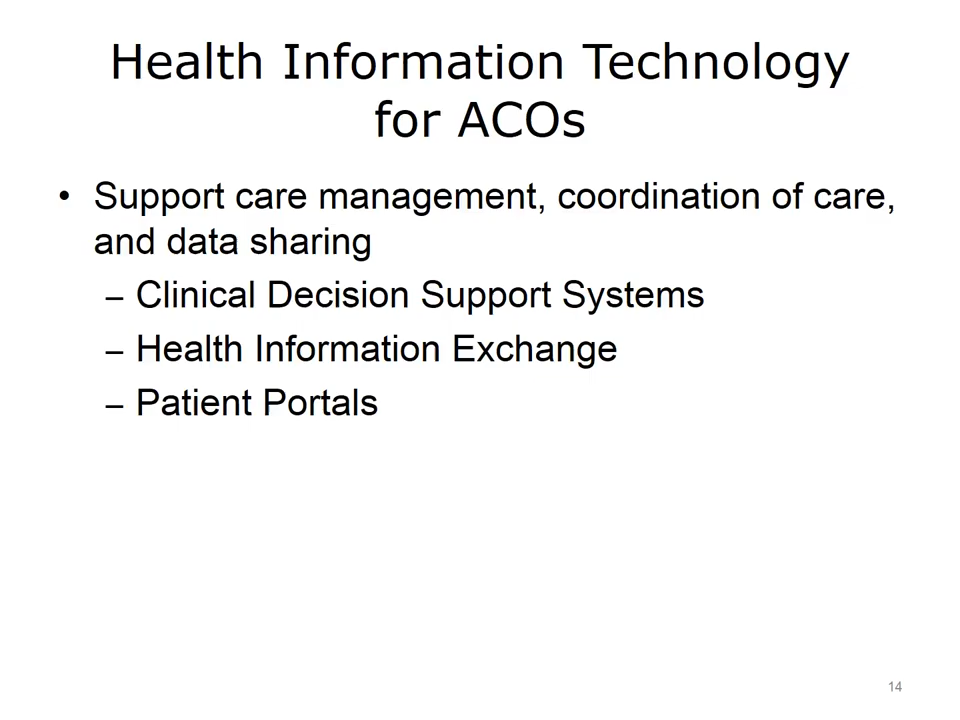 Health Information Technology
for ACOs
• Support care management, coordination of care,
and data sharing
– Clinical Decision Support Systems
– Health Information Exchange
– Patient Portals
14